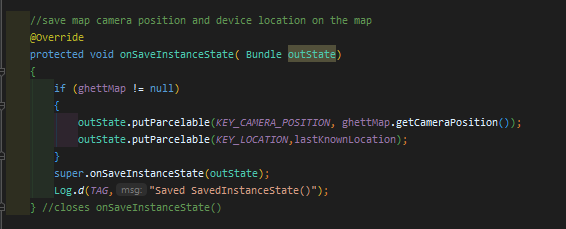 //save map camera position and device location on the map
@Override
protected void onSaveInstanceState( Bundle outState)
{
if (ghettMap != null)
{
outState.putParcelable(KEY_CAMERA_POSITION, ghettMap.getCameraPosition());
outState.putParcelable(KEY_LOCATION,lastKnownLocation);
}
super.onSaveInstanceState(outState);
Log.d(TAG, msg: "Saved SavedInstanceState()");
} //closes onSaveInstanceState()